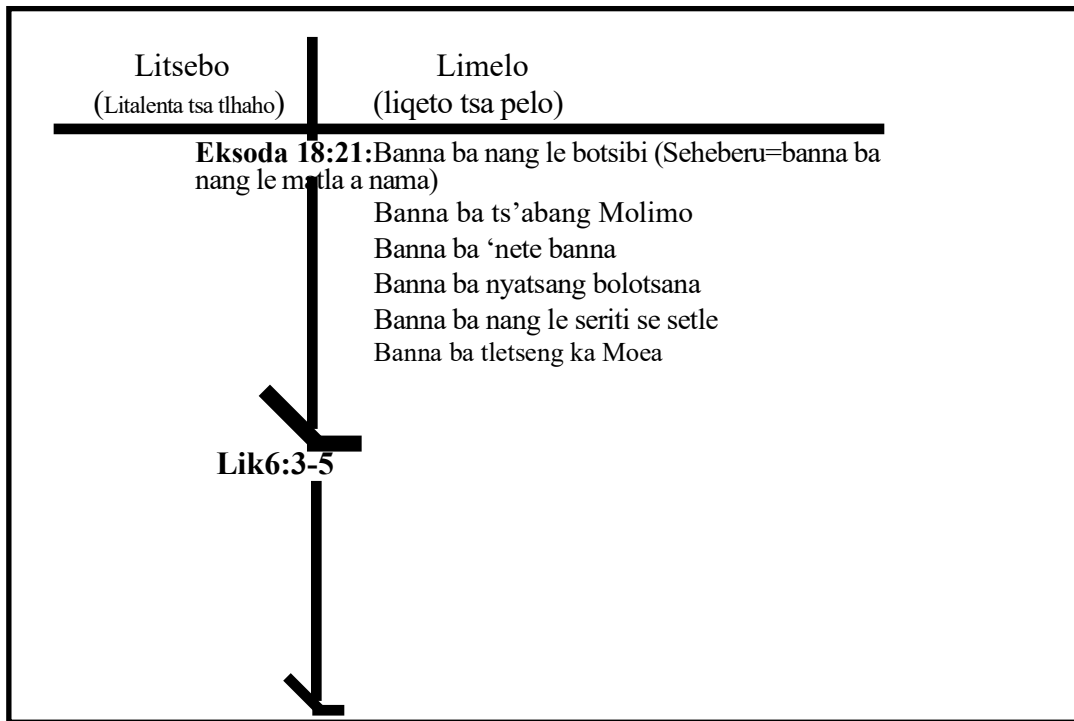 Litsebo
(Litalenta tsa tlhaho)
Limelo
(liqeto tsa pelo)
Eksoda 18:21:Banna ba nang le botsibi (Seheberu=banna ba
nang le matla a nama)
Banna ba ts’abang Molimo
Banna ba ‘nete banna
Banna ba nyatsang bolotsana
Banna ba nang le seriti se setle
Banna ba tletseng ka Moea
Lik6:3-5